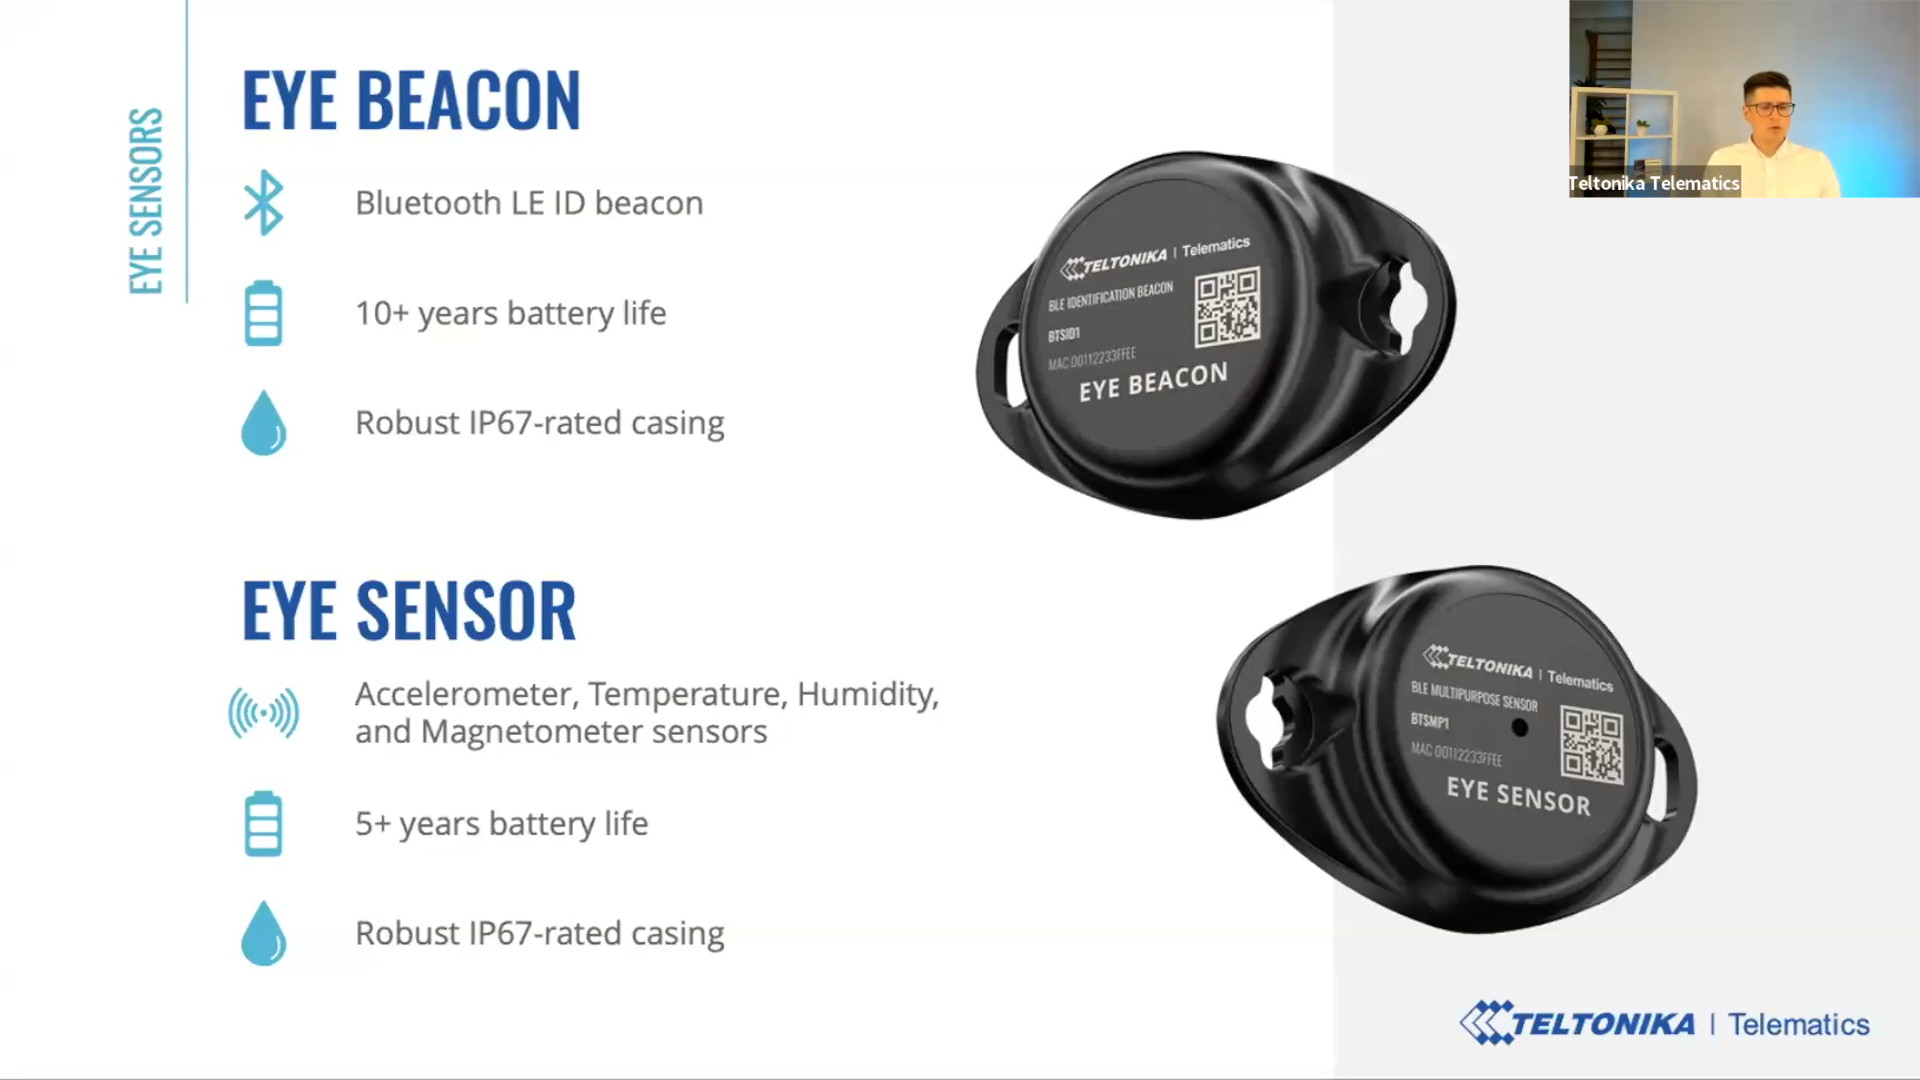 EYE SENSORS
EYE BEACON
Bluetooth LE ID beacon
10+ years battery life
Robust IP67-rated casing
TELTONIKA | Telematics
BLE IDENTIFICATION BEACON
BTSID1
MAC 00112233FFEE
EYE BEACON
Teltonika Telematics
EYE SENSOR
Accelerometer, Temperature, Humidity,
and Magnetometer sensors
5+ years battery life
Robust IP67-rated casing
TELTONIKA | Telematics
BLE MULTIPURPOSE SENSOR
BTSMP1
MAC 00112233FFEE
EYE SENSOR
TELTONIKA | Telematics